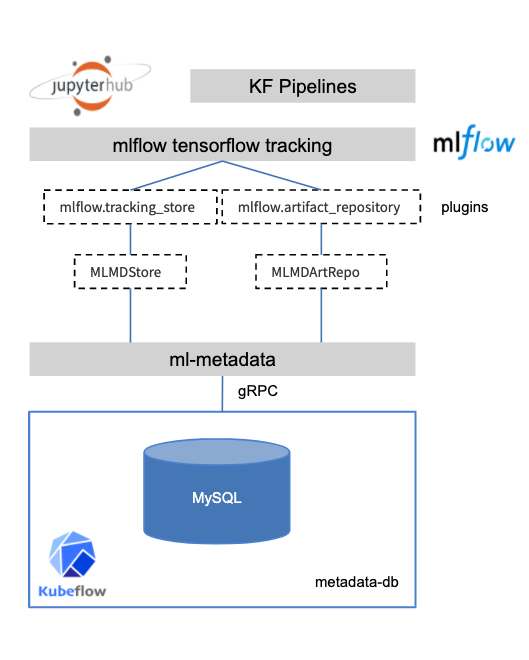 jupyterhub
KF Pipelines
mlflow tensorflow tracking
mlflow
mlflow.tracking_store
mlflow.artifact_repository
plugins
MLMDStore
MLMDArtRepo
ml-metadata
gRPC
MySQL
Kubeflow
metadata-db